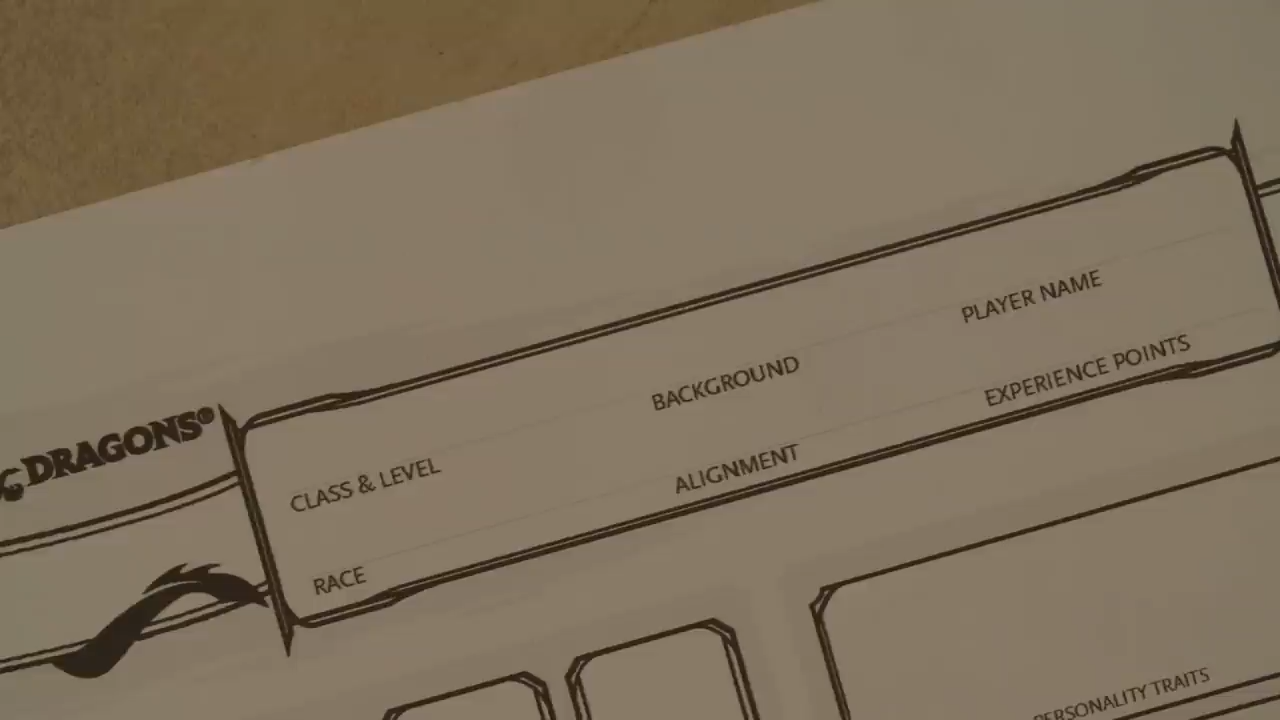 DRAGONS®
CLASS & LEVEL
BACKGROUND
PLAYER NAME
RACE
ALIGNMENT
EXPERIENCE POINTS
PERSONALITY TRAITS